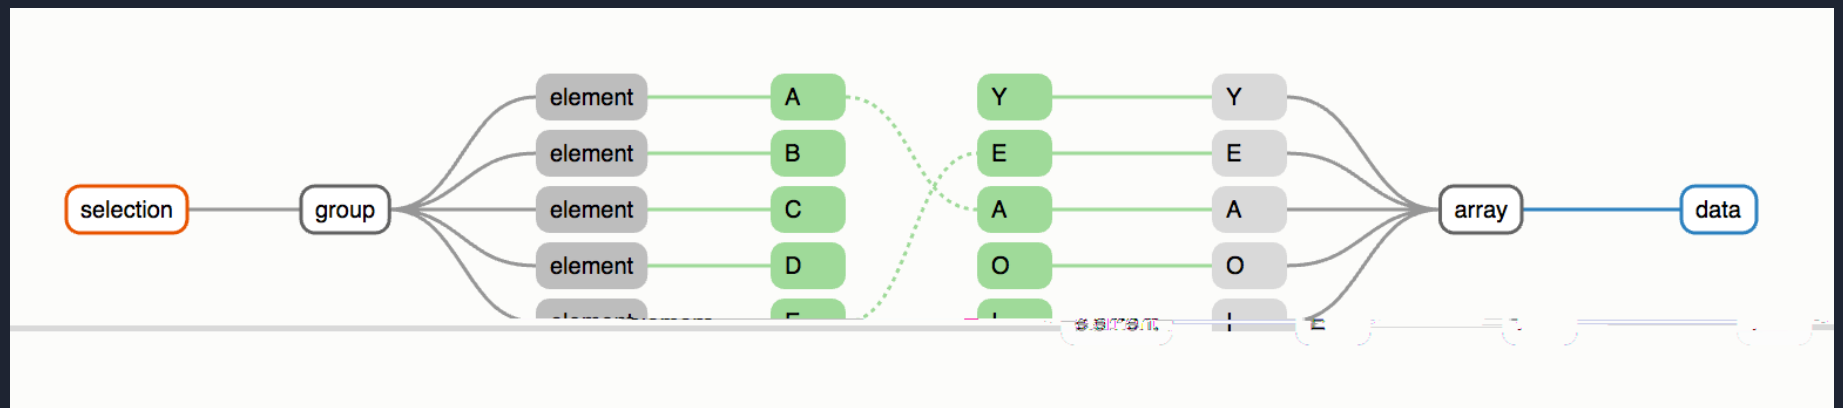 element A Y Y
element B E E
selection group element C A A array data
element D O O